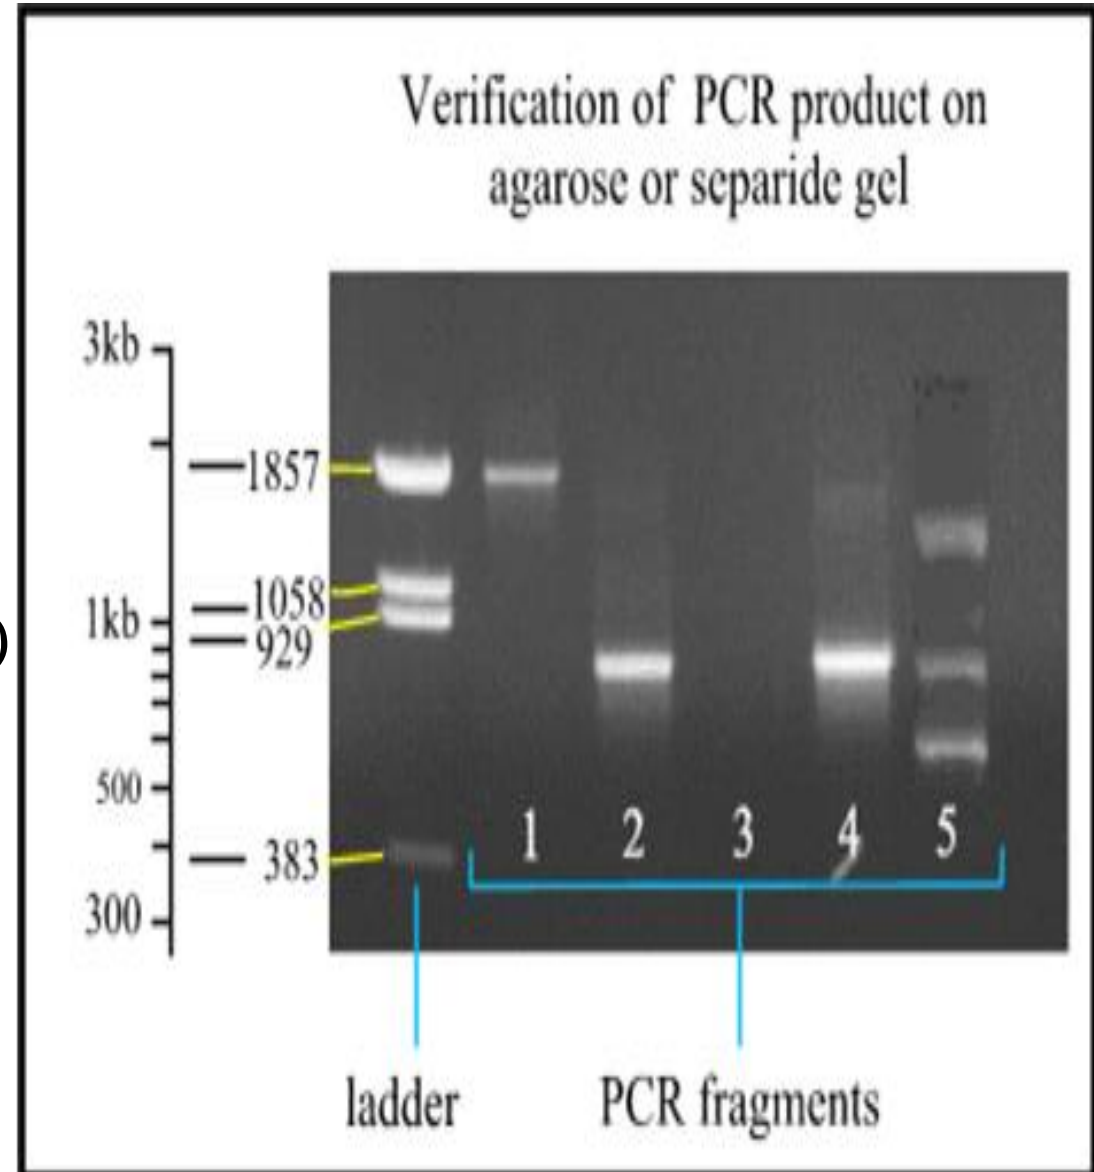 Verification of PCR product on
agarose or separide gel
3kb
1857
1058
1kb
929
)
500
383
300
1 2 3 4 5
ladder
PCR fragments